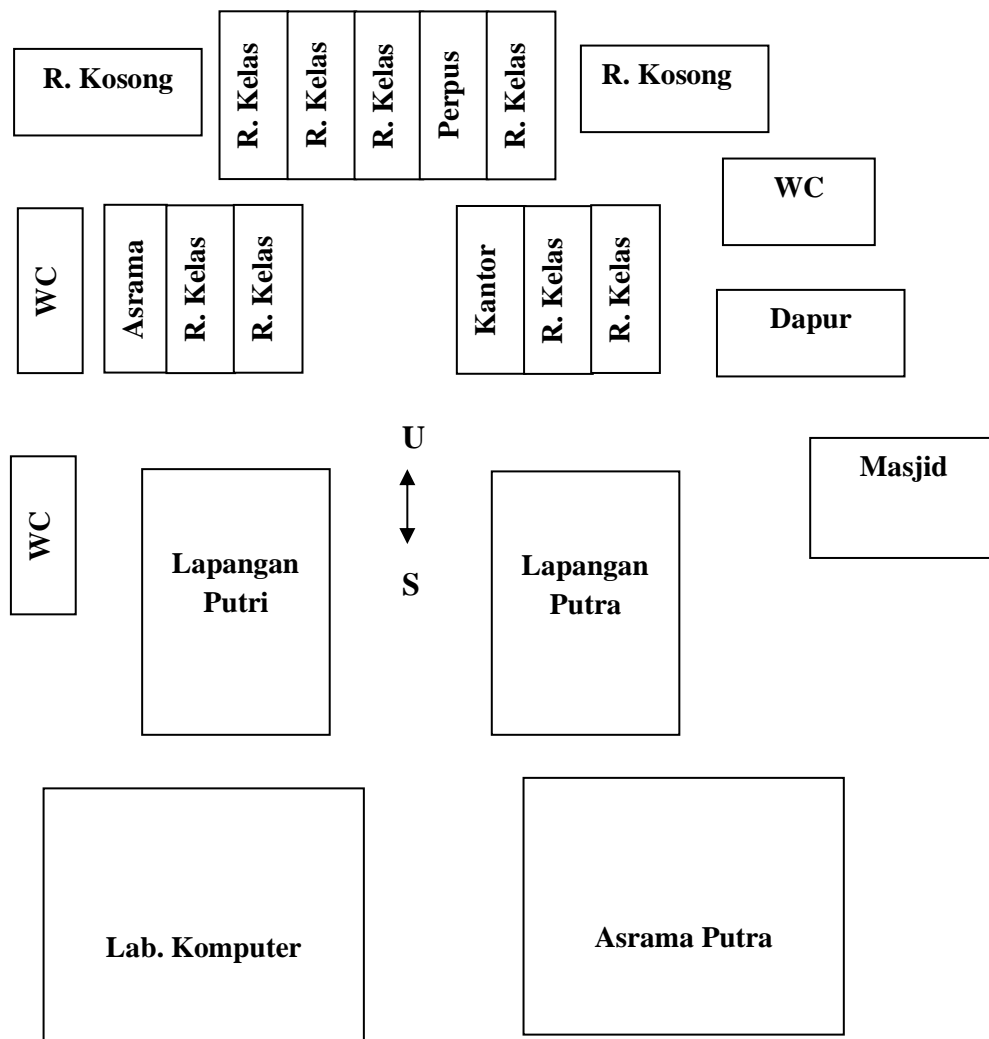 R. Kosong
R. Kelas
R. Kelas
R. Kelas
Perpus
R. Kelas
R. Kosong
WC
WC
Asrama
R. Kelas
R. Kelas
Kantor
R. Kelas
R. Kelas
Dapur
U
S
Masjid
WC
Lapangan
Putri
Lapangan
Putra
Lab. Komputer
Asrama Putra